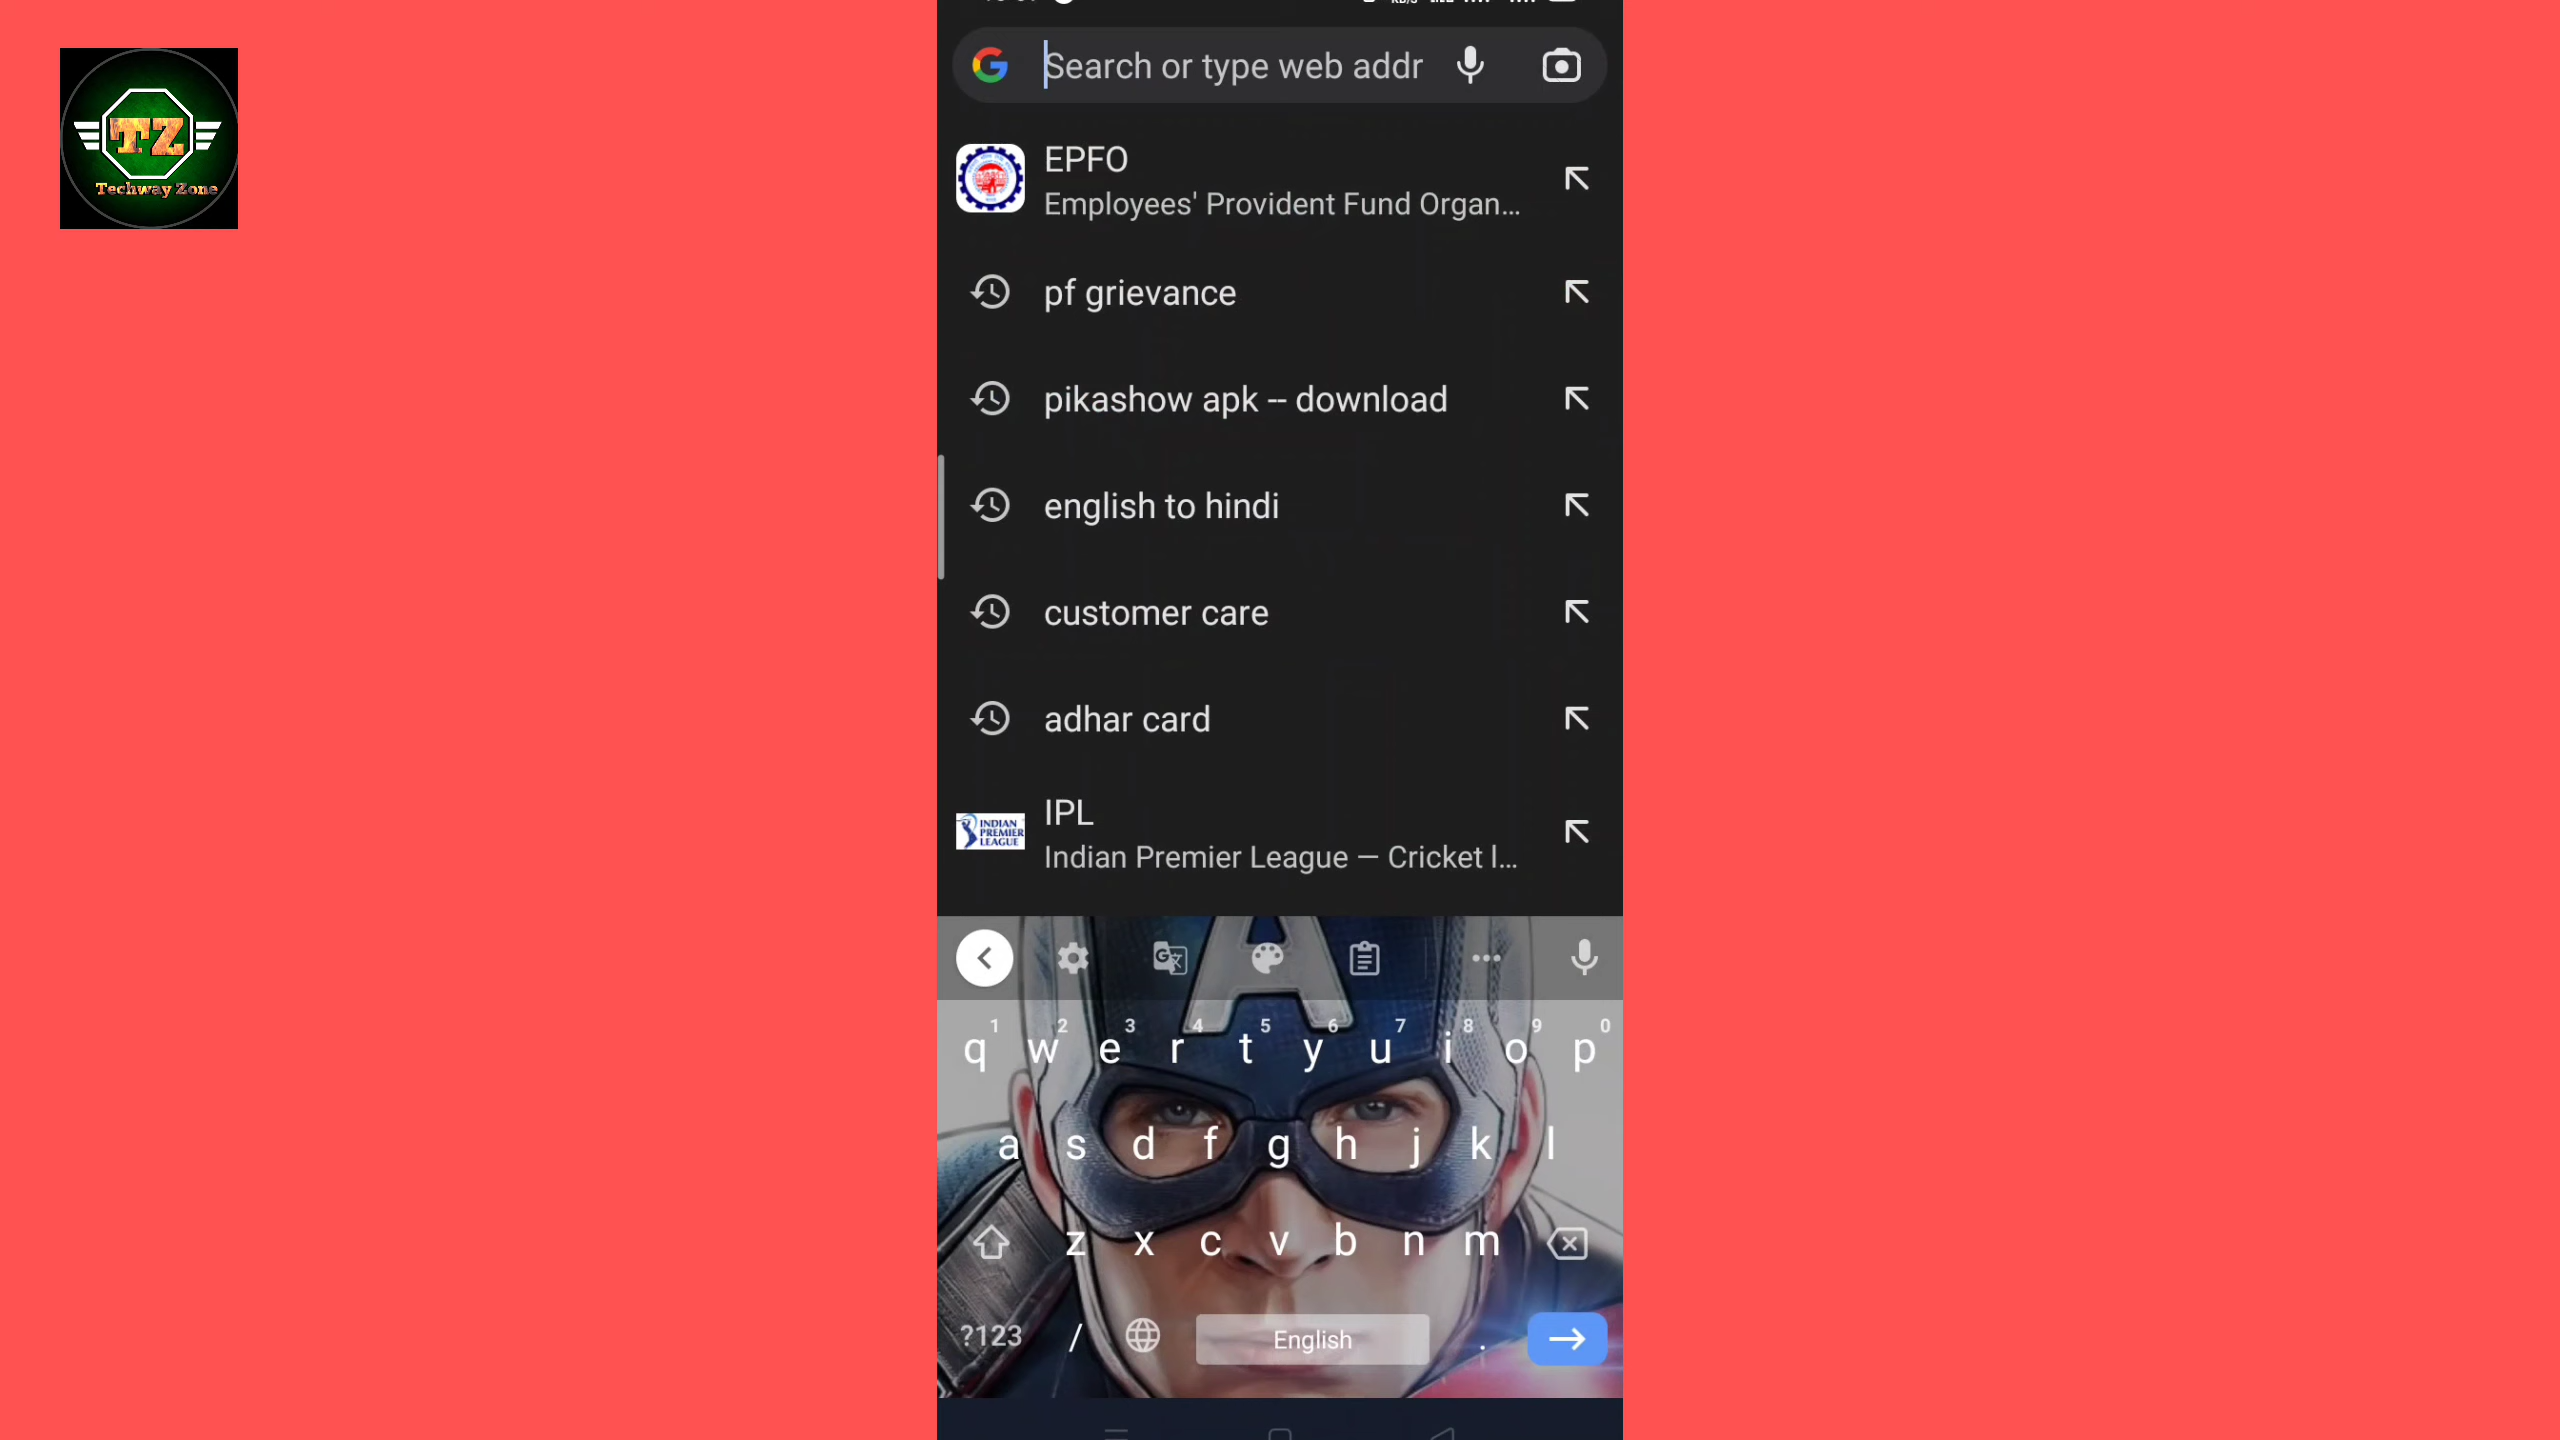 TZ
Techway Zone
Search or type web addr
EPFO
Employees' Provident Fund Organ...
pf grievance
pikashow apk -- download
english to hindi
customer care
adhar card
INDIAN
PREMIER
LEAGUE
IPL
Indian Premier League — Cricket l...
1 2 3 4 5 6 7 8 9 0
q w e r t y u i o p
a s d f g h j k l
z x c v b n m
?123 / English .